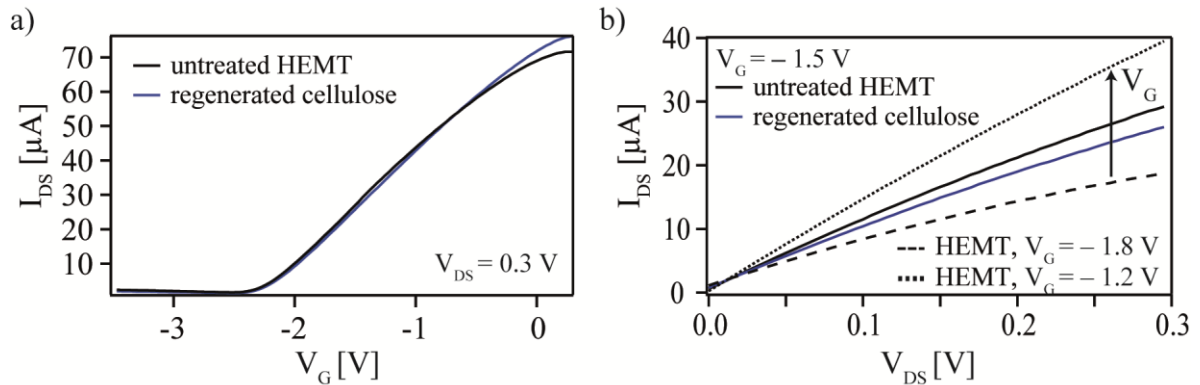 a)
I_DS [µA]
70
60
50
40
30
20
10
untreated HEMT
regenerated cellulose
V_DS = 0.3 V
-3
-2
-1
0
V_G [V]
b)
I_DS [µA]
40
30
20
10
0
V_G = – 1.5 V
untreated HEMT
regenerated cellulose
V_G
HEMT, V_G = – 1.8 V
HEMT, V_G = – 1.2 V
0.0
0.1
0.2
0.3
V_DS [V]